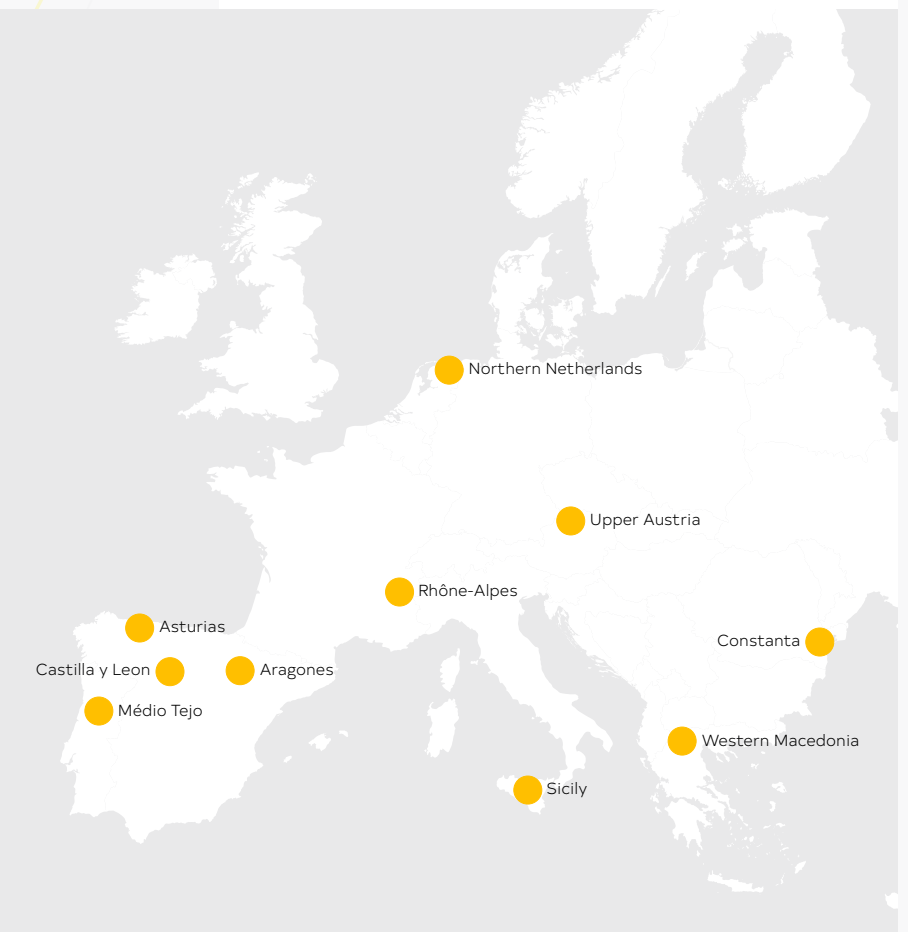 Northern Netherlands
Upper Austria
Rhône-Alpes
Asturias
Constanta
Castilla y Leon
Aragones
Médio Tejo
Western Macedonia
Sicily